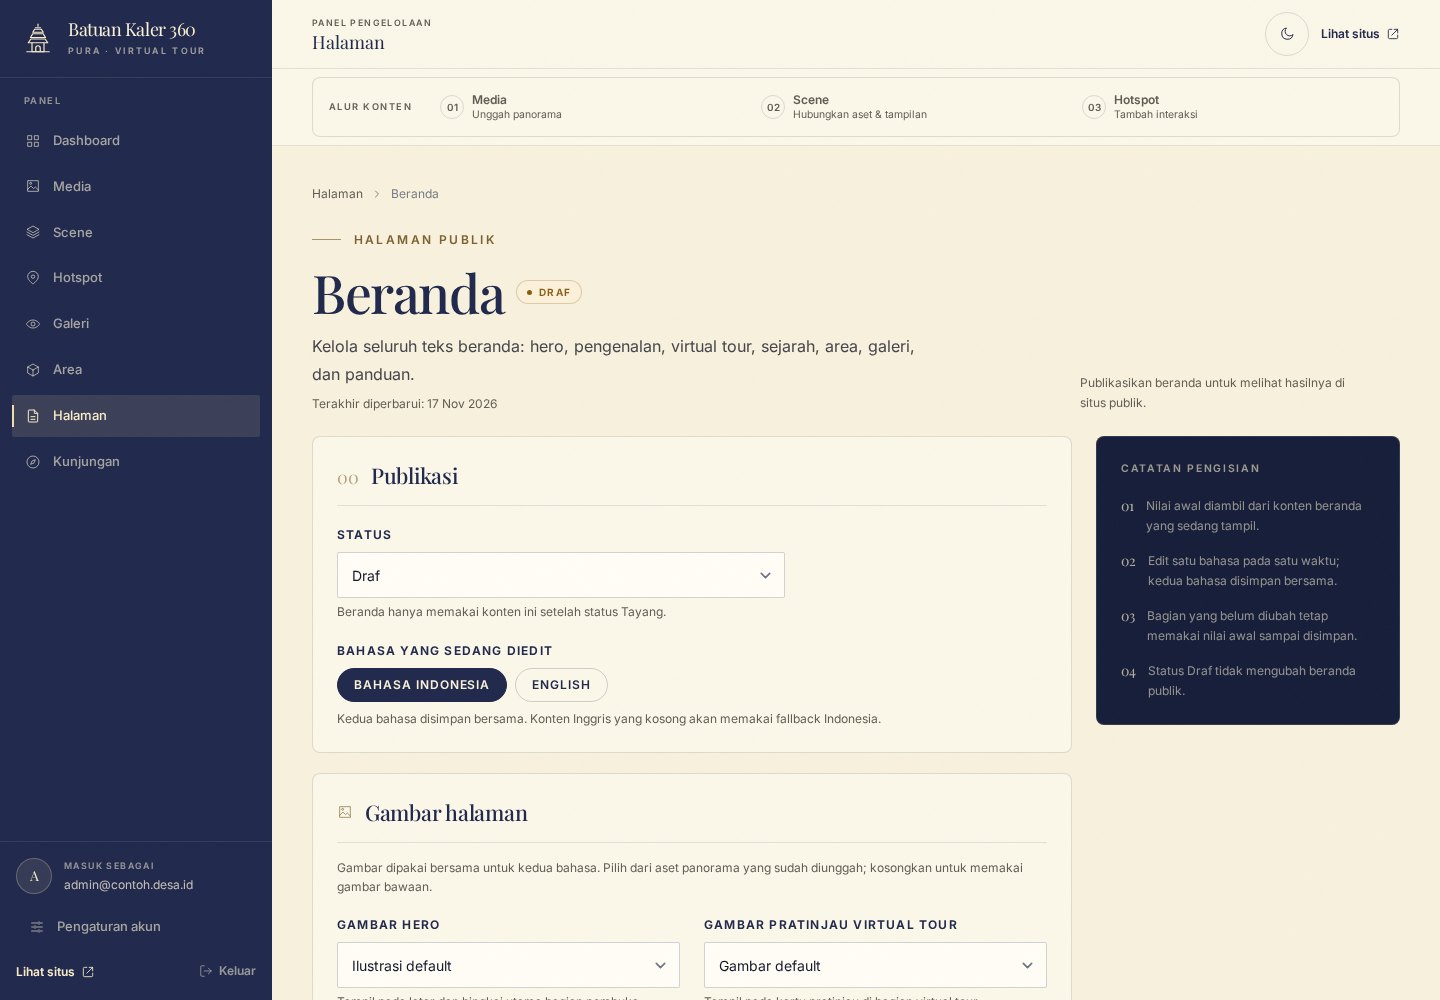 Batuan Kaler 360
PURA · VIRTUAL TOUR
PANEL
Dashboard
Media
Scene
Hotspot
Galeri
Area
Halaman
Kunjungan
MASUK SEBAGAI
A
admin@contoh.desa.id
Pengaturan akun
Lihat situs
Keluar
PANEL PENGELOLAAN
Halaman
Lihat situs
ALUR KONTEN
01
Media
Unggah panorama
02
Scene
Hubungkan aset & tampilan
03
Hotspot
Tambah interaksi
Halaman
Beranda
HALAMAN PUBLIK
Beranda
DRAF
Kelola seluruh teks beranda: hero, pengenalan, virtual tour, sejarah, area, galeri,
dan panduan.
Terakhir diperbarui: 17 Nov 2026
Publikasikan beranda untuk melihat hasilnya di
situs publik.
00 Publikasi
STATUS
Draf
Beranda hanya memakai konten ini setelah status Tayang.
BAHASA YANG SEDANG DIEDIT
BAHASA INDONESIA
ENGLISH
Kedua bahasa disimpan bersama. Konten Inggris yang kosong akan memakai fallback Indonesia.
CATATAN PENGISIAN
01 Nilai awal diambil dari konten beranda
yang sedang tampil.
02 Edit satu bahasa pada satu waktu;
kedua bahasa disimpan bersama.
03 Bagian yang belum diubah tetap
memakai nilai awal sampai disimpan.
04 Status Draf tidak mengubah beranda
publik.
Gambar halaman
Gambar dipakai bersama untuk kedua bahasa. Pilih dari aset panorama yang sudah diunggah; kosongkan untuk memakai
gambar bawaan.
GAMBAR HERO
Ilustrasi default
GAMBAR PRATINJAU VIRTUAL TOUR
Gambar default